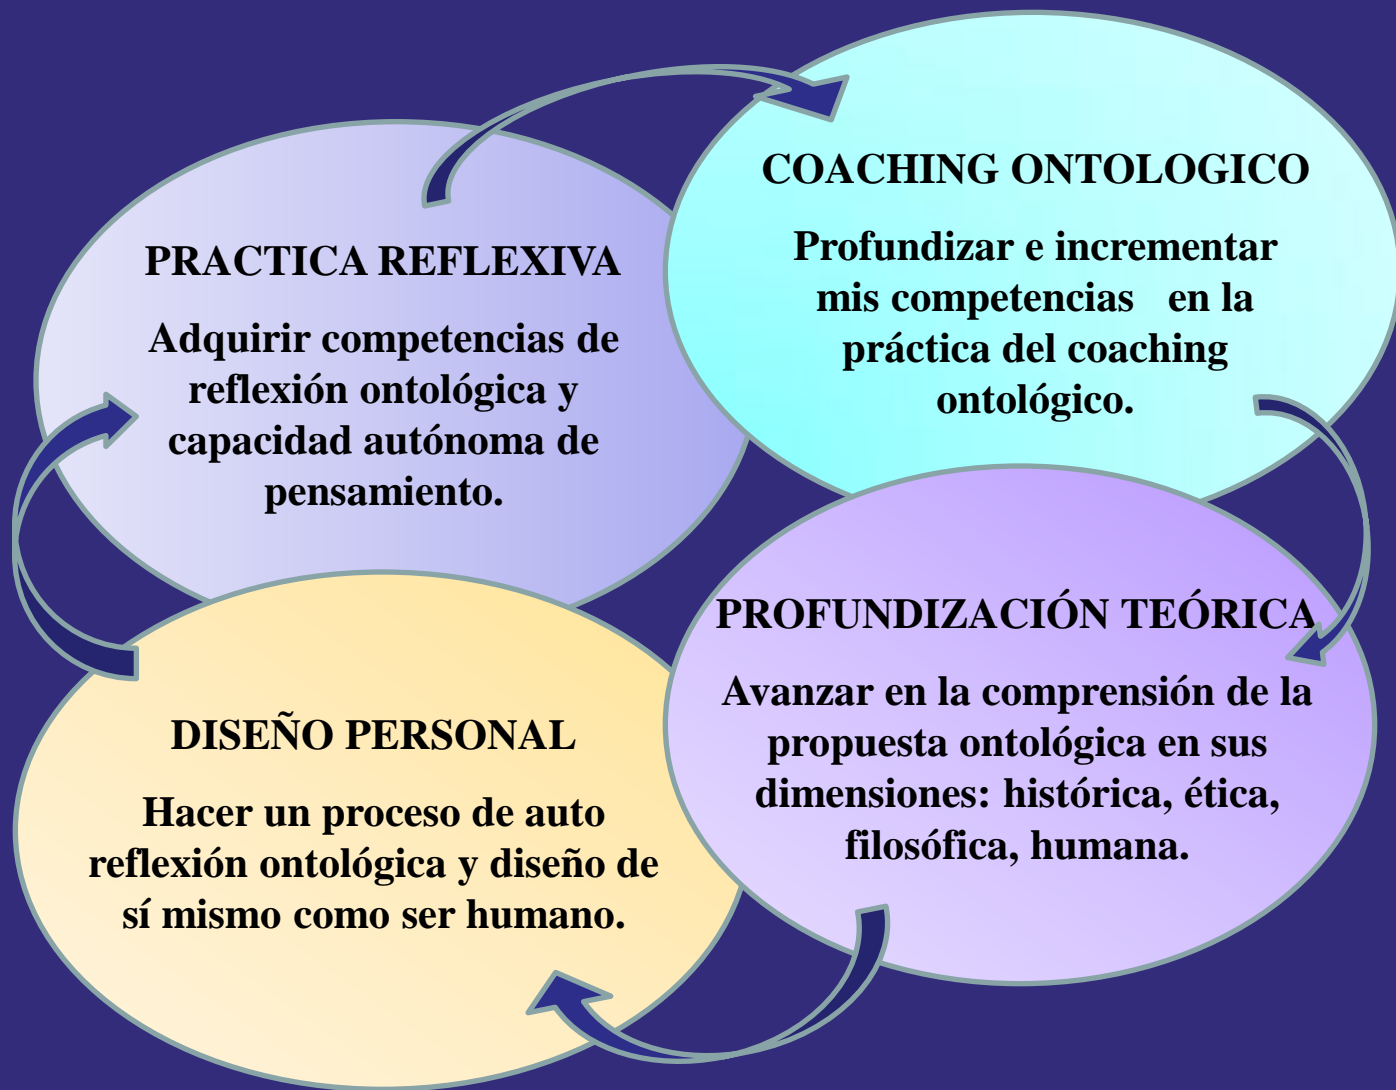 PRACTICA REFLEXIVA
Adquirir competencias de
reflexión ontológica y
capacidad autónoma de
pensamiento.
COACHING ONTOLOGICO
Profundizar e incrementar
mis competencias en la
práctica del coaching
ontológico.
PROFUNDIZACIÓN TEÓRICA
Avanzar en la comprensión de la
propuesta ontológica en sus
dimensiones: histórica, ética,
filosófica, humana.
DISEÑO PERSONAL
Hacer un proceso de auto
reflexión ontológica y diseño de
sí mismo como ser humano.